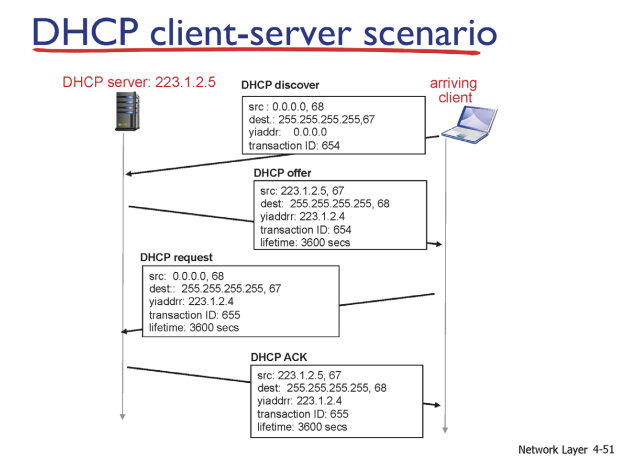 DHCP client-server scenario
DHCP server: 223.1.2.5
arriving
client
DHCP discover
src : 0.0.0.0, 68
dest.: 255.255.255.255,67
yiaddr: 0.0.0.0
transaction ID: 654
DHCP offer
src: 223.1.2.5, 67
dest: 255.255.255.255, 68
yiaddrr: 223.1.2.4
transaction ID: 654
lifetime: 3600 secs
DHCP request
src: 0.0.0.0, 68
dest:: 255.255.255.255, 67
yiaddrr: 223.1.2.4
transaction ID: 655
lifetime: 3600 secs
DHCP ACK
src: 223.1.2.5, 67
dest: 255.255.255.255, 68
yiaddrr: 223.1.2.4
transaction ID: 655
lifetime: 3600 secs
Network Layer 4-51